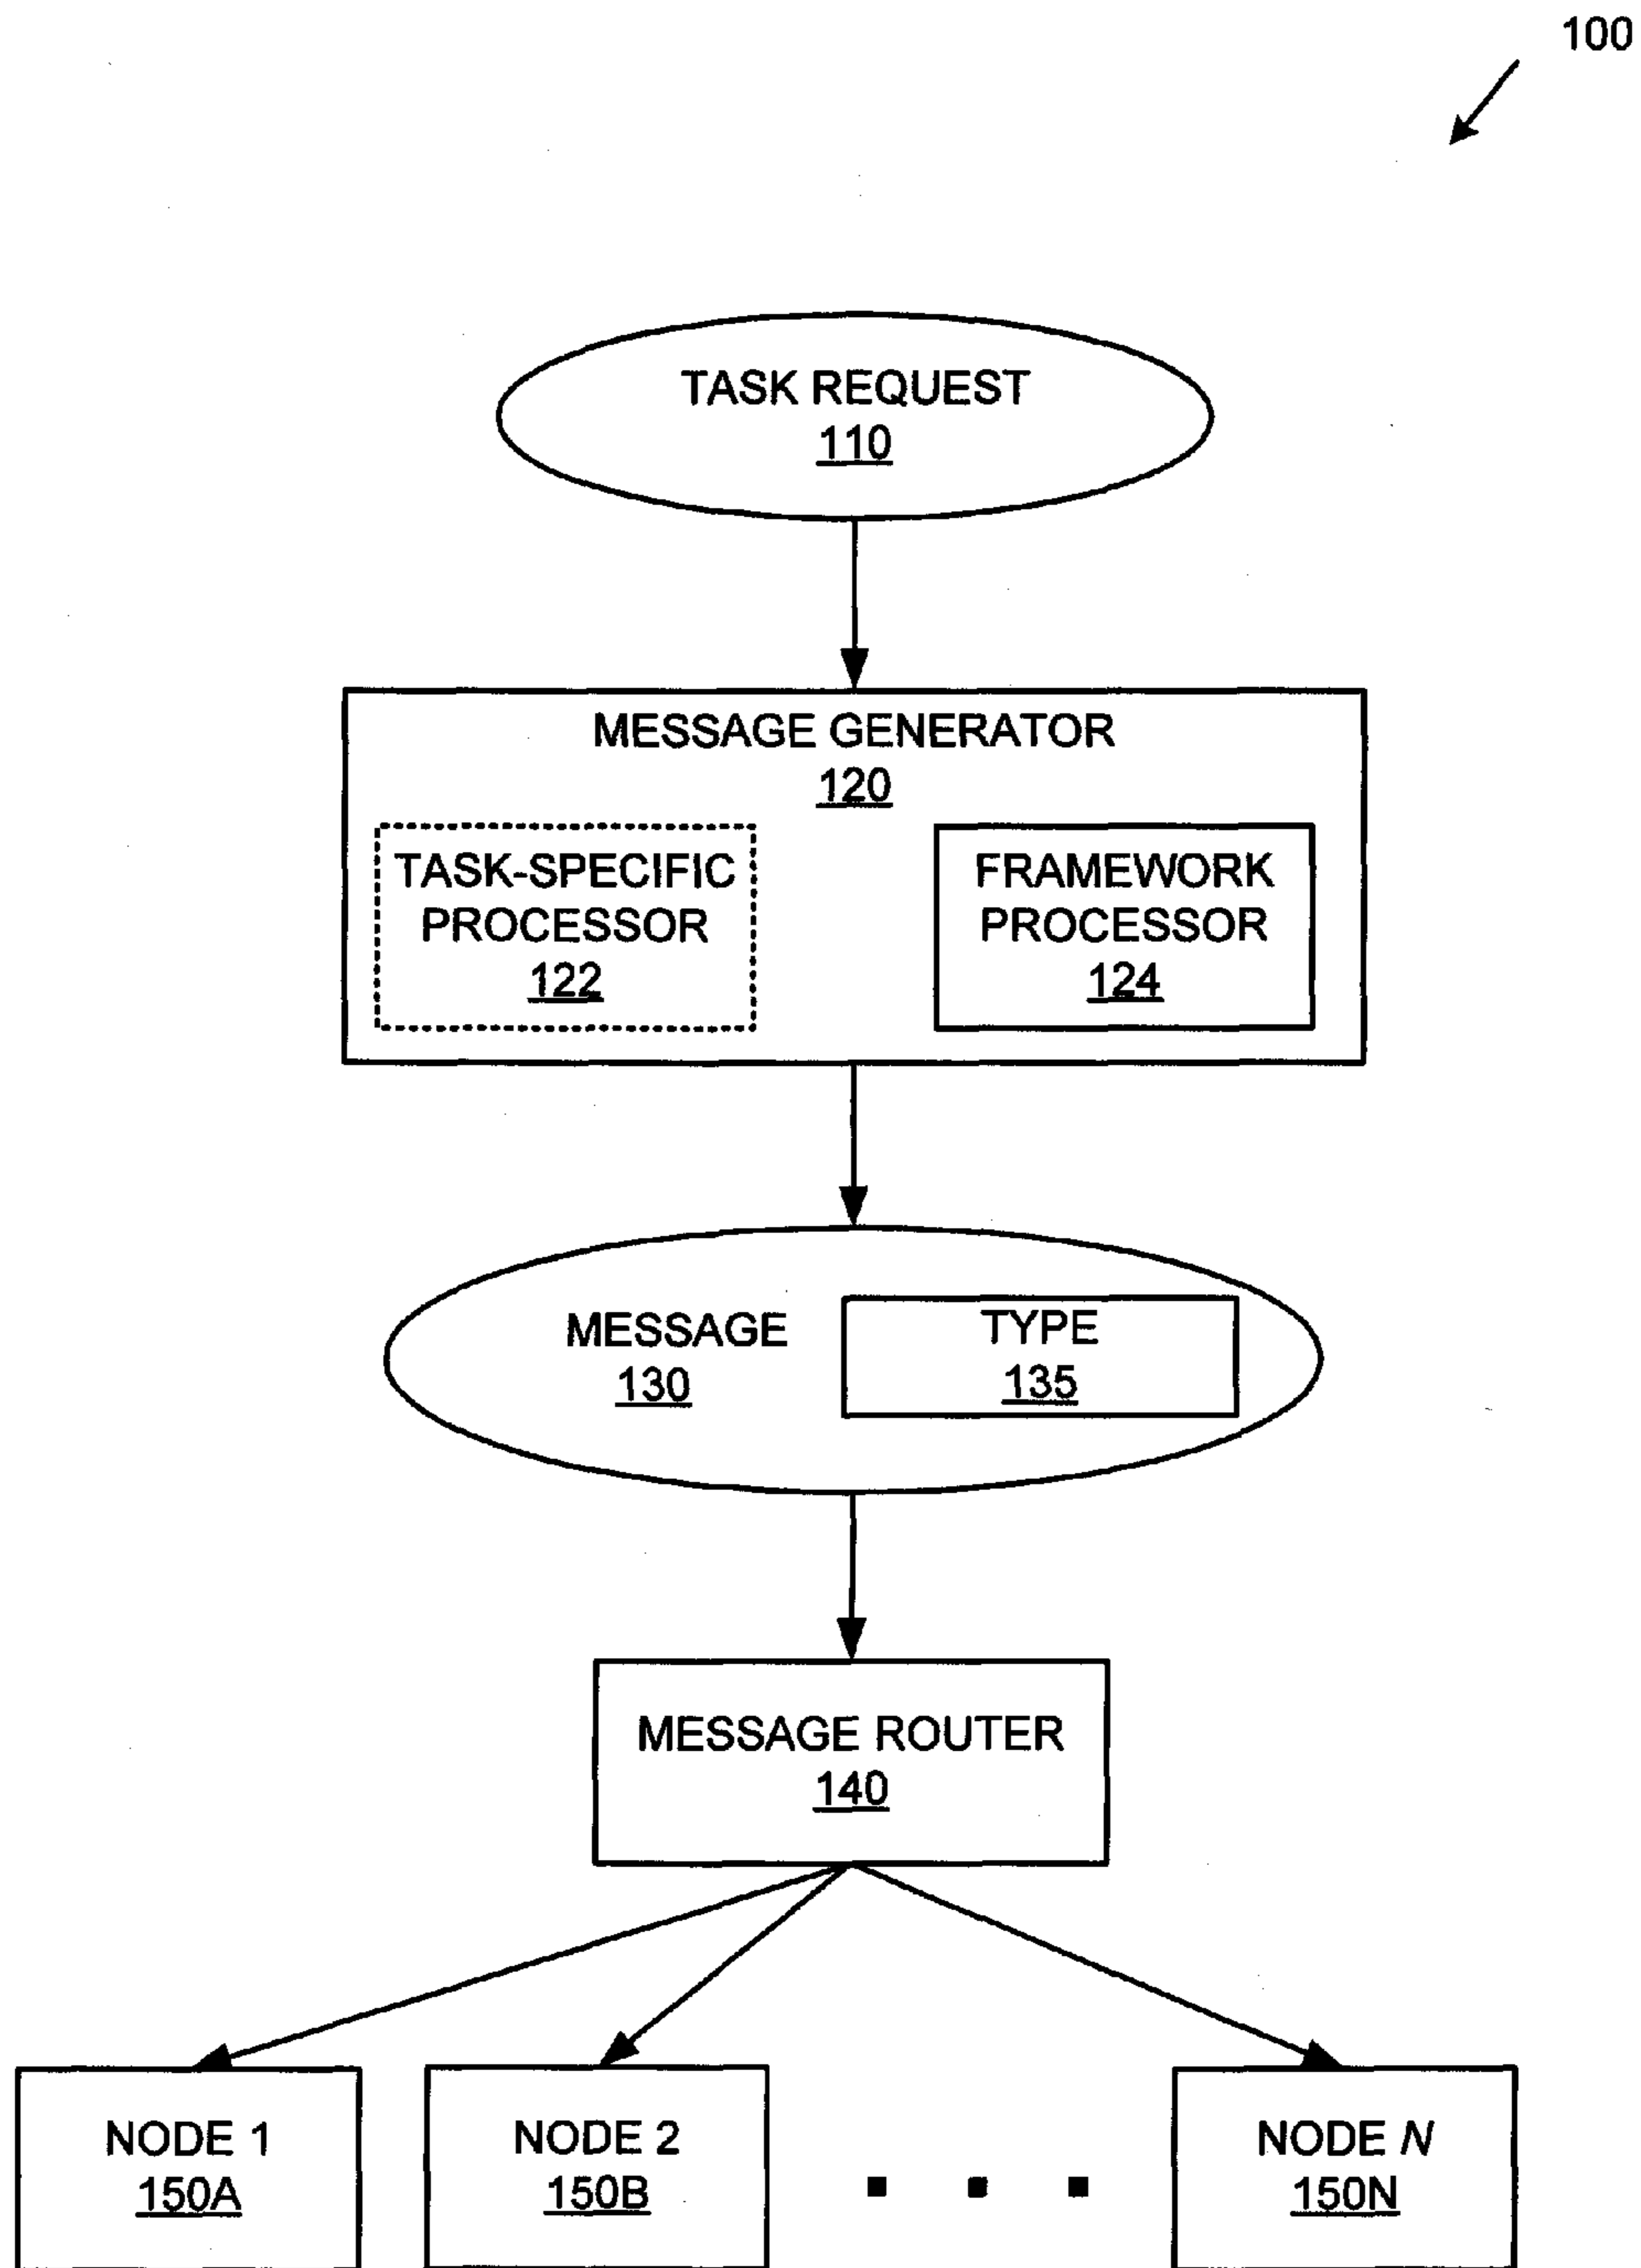 100
TASK REQUEST
110
MESSAGE GENERATOR
120
TASK-SPECIFIC
PROCESSOR
122
FRAMEWORK
PROCESSOR
124
MESSAGE
130
TYPE
135
MESSAGE ROUTER
140
NODE 1
150A
NODE 2
150B
NODE N
150N